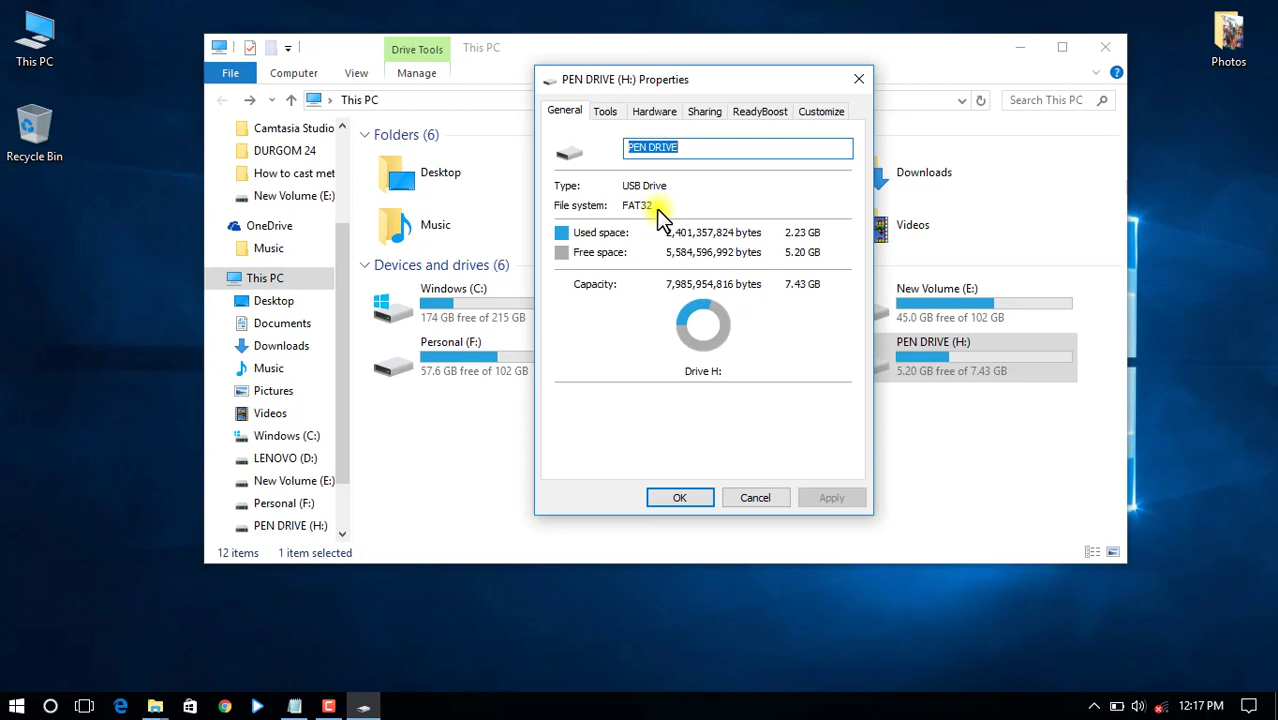 This PC
Recycle Bin
Photos
Drive Tools
This PC
File
Computer
View
Manage
This PC
Search This PC
Camtasia Studio
DURGOM 24
How to cast met
New Volume (E:)
OneDrive
Music
This PC
Desktop
Documents
Downloads
Music
Pictures
Videos
Windows (C:)
LENOVO (D:)
New Volume (E:)
Personal (F:)
PEN DRIVE (H:)
Folders (6)
Desktop
Music
Downloads
Videos
Devices and drives (6)
Windows (C:)
174 GB free of 215 GB
Personal (F:)
57.6 GB free of 102 GB
New Volume (E:)
45.0 GB free of 102 GB
PEN DRIVE (H:)
5.20 GB free of 7.43 GB
12 items
1 item selected
PEN DRIVE (H:) Properties
General
Tools
Hardware
Sharing
ReadyBoost
Customize
PEN DRIVE
Type: USB Drive
File system: FAT32
Used space: ,401,357,824 bytes 2.23 GB
Free space: 5,584,596,992 bytes 5.20 GB
Capacity: 7,985,954,816 bytes 7.43 GB
Drive H:
OK
Cancel
Apply
12:17 PM